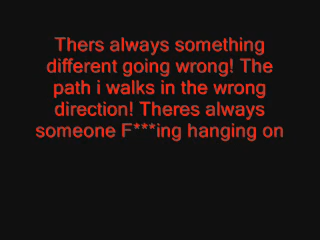 Thers always something
different going wrong! The
path i walks in the wrong
direction! Theres always
someone F***ing hanging on